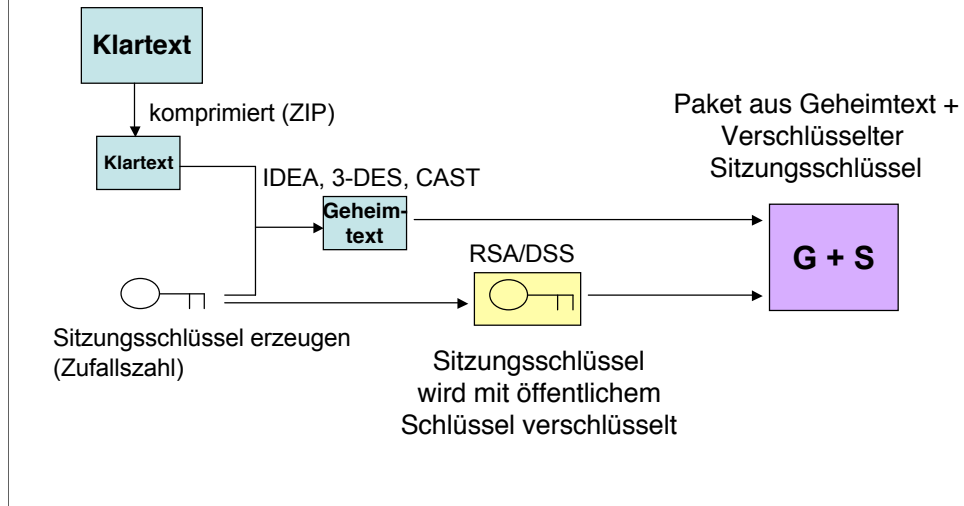 Klartext
komprimiert (ZIP)
Klartext
IDEA, 3-DES, CAST
Geheim-
text
Paket aus Geheimtext +
Verschlüsselter
Sitzungsschlüssel
G + S
RSA/DSS
Sitzungsschlüssel erzeugen
(Zufallszahl)
Sitzungsschlüssel
wird mit öffentlichem
Schlüssel verschlüsselt